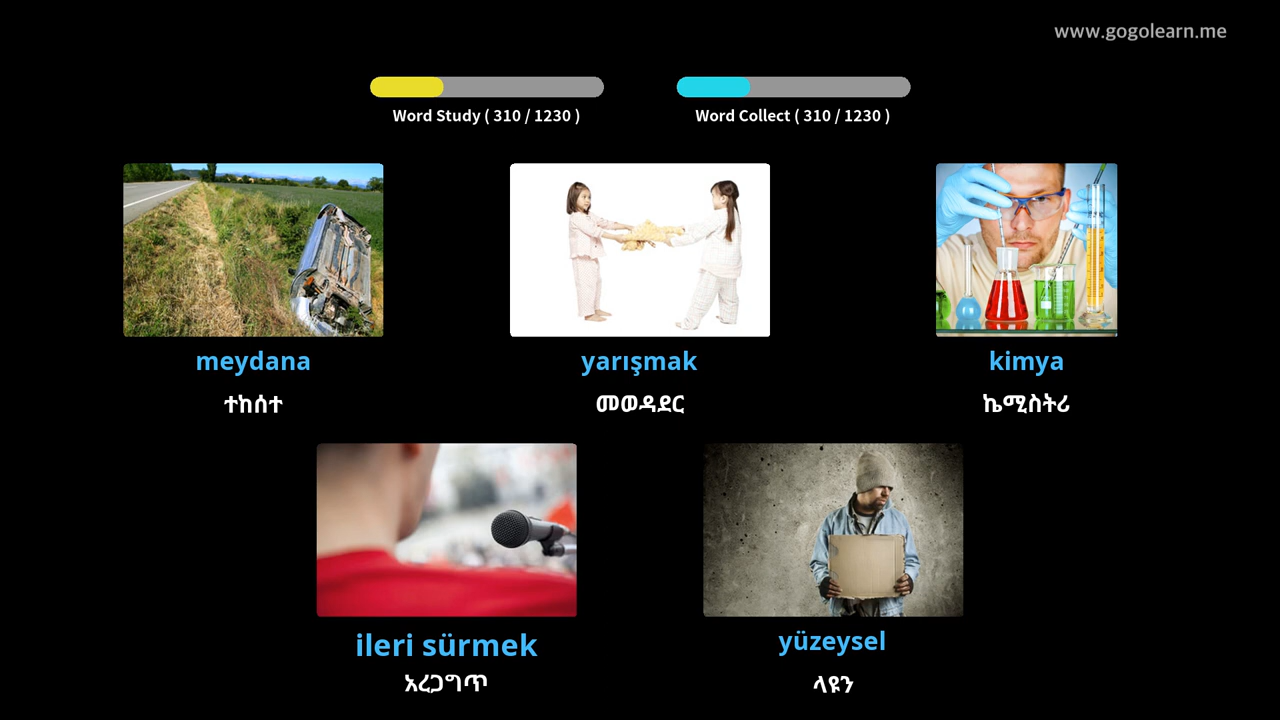 www.gogolearn.me
Word Study ( 310 / 1230 )
Word Collect ( 310 / 1230 )
meydana
ተከሰተ
yarışmak
መወዳደር
kimya
ኬሚስትሪ
ileri sürmek
አረጋግጥ
yüzeysel
ላዩን